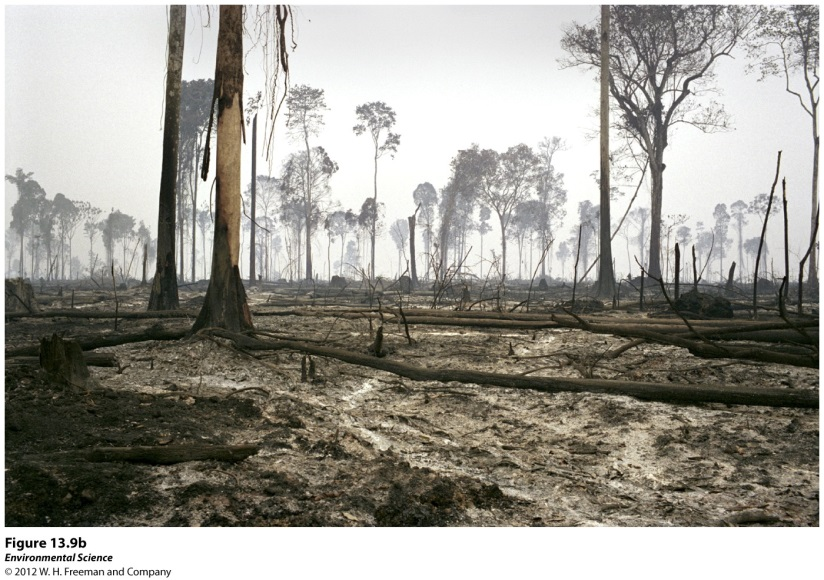 Figure 13.9b
Environmental Science
© 2012 W. H. Freeman and Company